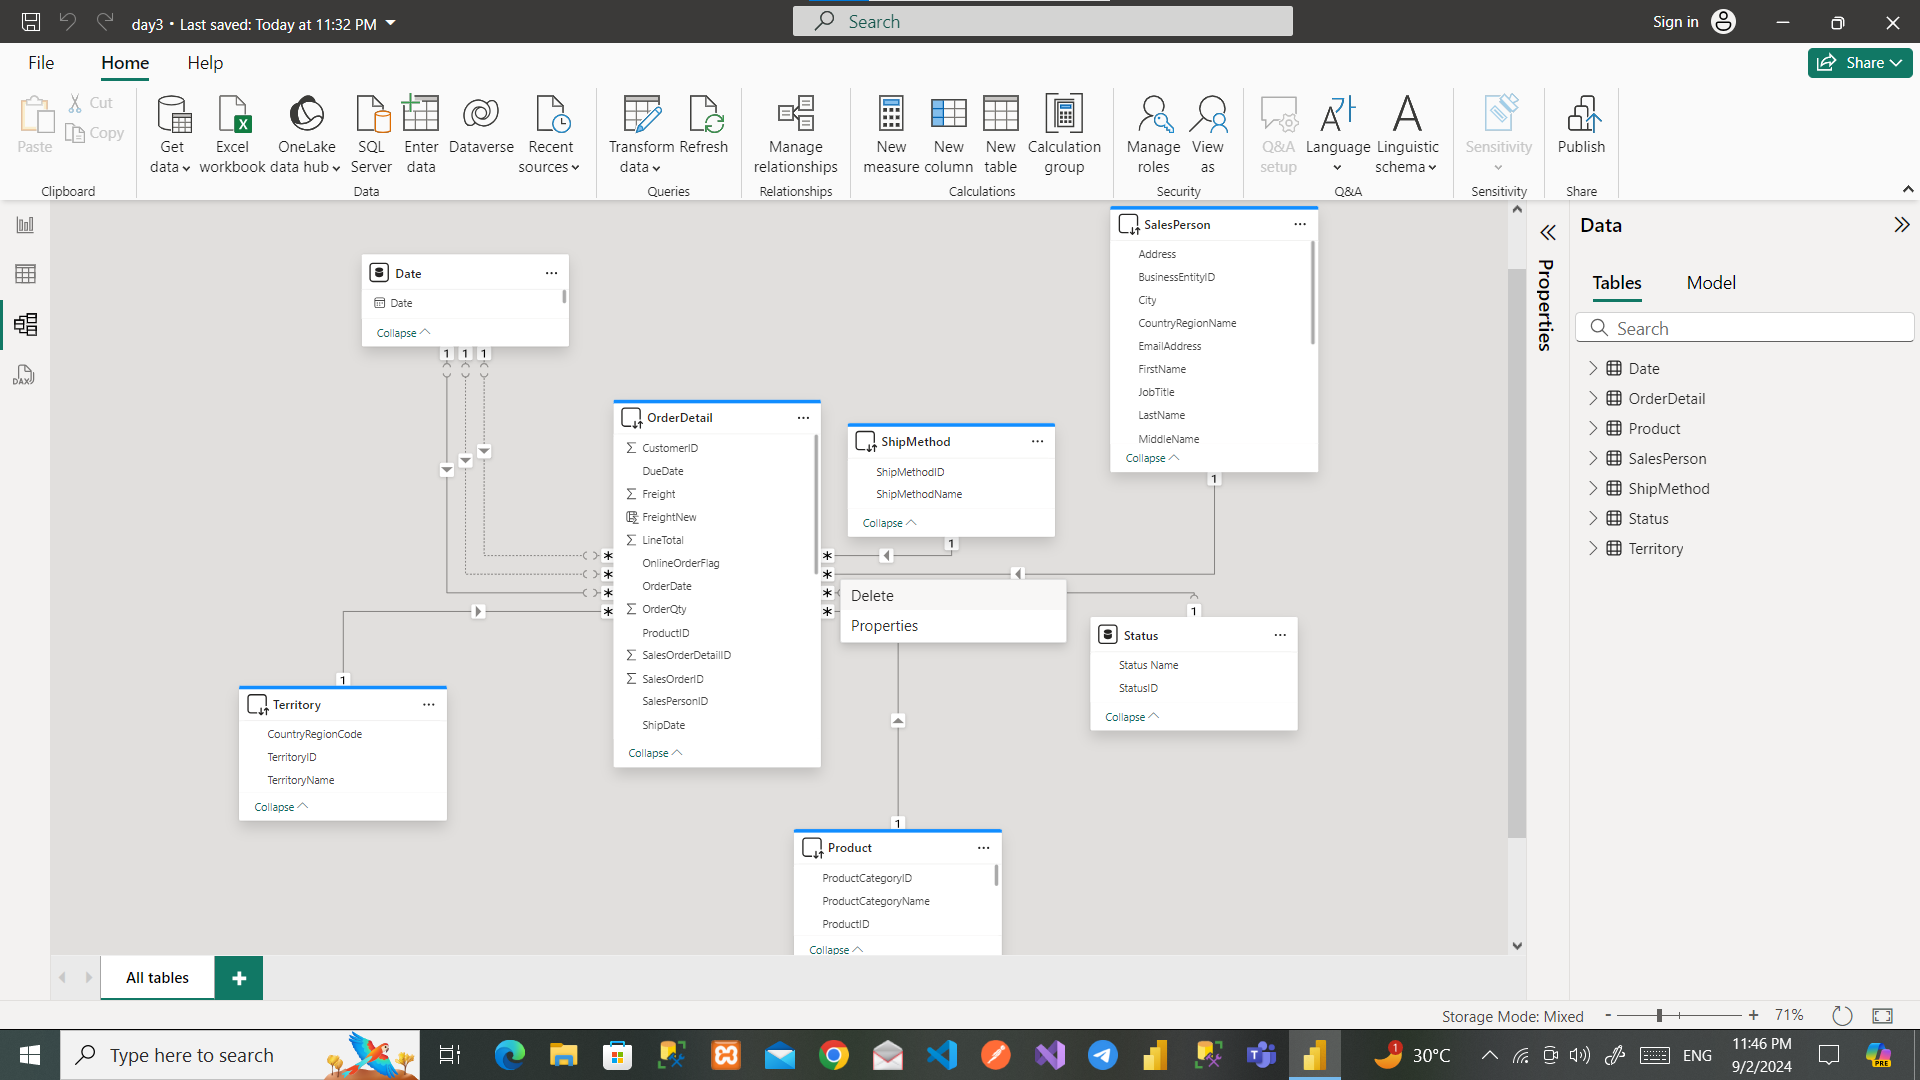 day3 • Last saved: Today at 11:32 PM
Search
Sign in
File
Home
Help
Share
Paste
Cut
Copy
Clipboard
Get data
Excel workbook
OneLake data hub
SQL Server
Enter data
Dataverse
Recent sources
Data
Transform data
Refresh
Queries
Manage relationships
Relationships
New measure
New column
New table
Calculation group
Calculations
Manage roles
View as
Security
Q&A setup
Language
Linguistic schema
Q&A
Sensitivity
Sensitivity
Publish
Share
Date
Date
Collapse
1 1 1
OrderDetail
CustomerID
DueDate
Freight
FreightNew
LineTotal
OnlineOrderFlag
OrderDate
OrderQty
ProductID
SalesOrderDetailID
SalesOrderID
SalesPersonID
ShipDate
Collapse
ShipMethod
ShipMethodID
ShipMethodName
Collapse
1
SalesPerson
Address
BusinessEntityID
City
CountryRegionName
EmailAddress
FirstName
JobTitle
LastName
MiddleName
Collapse
1
Delete
Properties
1
Status
Status Name
StatusID
Collapse
1
Territory
CountryRegionCode
TerritoryID
TerritoryName
Collapse
1
Product
ProductCategoryID
ProductCategoryName
ProductID
Collapse
Properties
Data
Tables
Model
Search
Date
OrderDetail
Product
SalesPerson
ShipMethod
Status
Territory
DAX
All tables
+
Storage Mode: Mixed
- + 71%
Type here to search
1
30°C
ENG
11:46 PM
9/2/2024
PRE